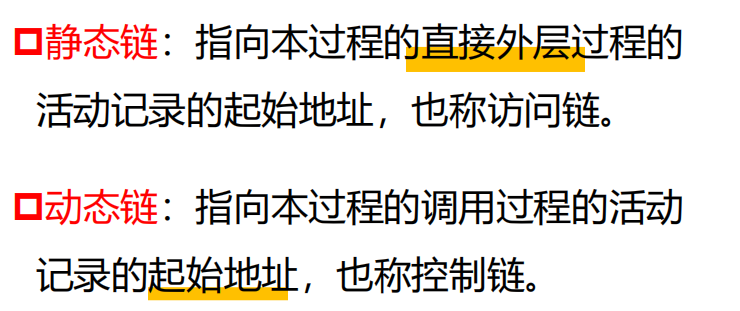 静态链：指向本过程的直接外层过程的
活动记录的起始地址，也称访问链。
动态链：指向本过程的调用过程的活动
记录的起始地址，也称控制链。